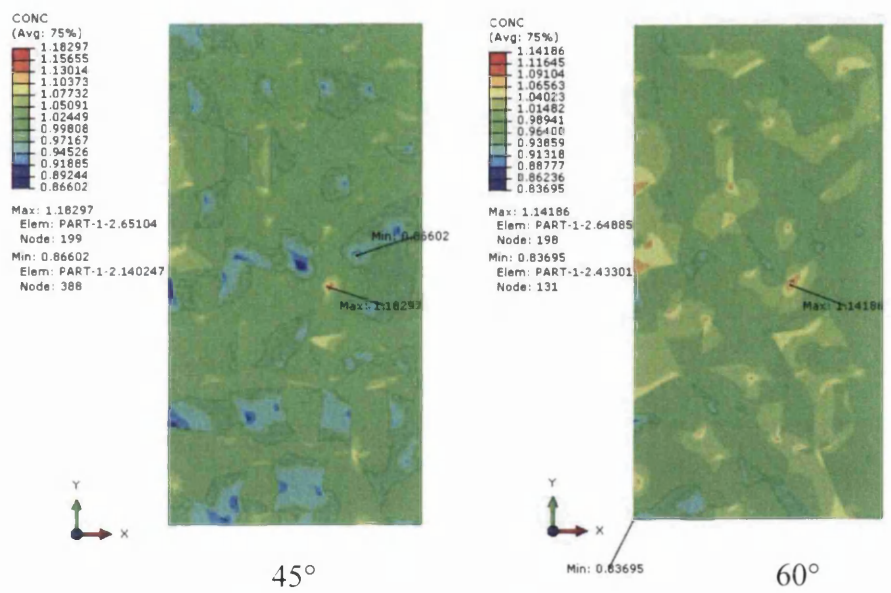 CONC
(Avg: 75%)
1.18297
1.15655
1.13014
1.10373
1.07732
1.05091
1.02449
0.99808
0.97167
0.94526
0.91885
0.89244
0.86602
Max: 1.18297
Elem: PART-1-2.65104
Node: 199
Min: 0.86602
Elem: PART-1-2.140247
Node: 388
Min: 0.86602
Max: 1.18297
Y
X
45°
CONC
(Avg: 75%)
1.14186
1.11645
1.09104
1.06563
1.04023
1.01482
0.98941
0.96400
0.93859
0.91318
0.88777
0.86236
0.83695
Max: 1.14186
Elem: PART-1-2.64885
Node: 198
Min: 0.83695
Elem: PART-1-2.43301
Node: 131
Max: 1.14186
Y
X
Min: 0.83695
60°